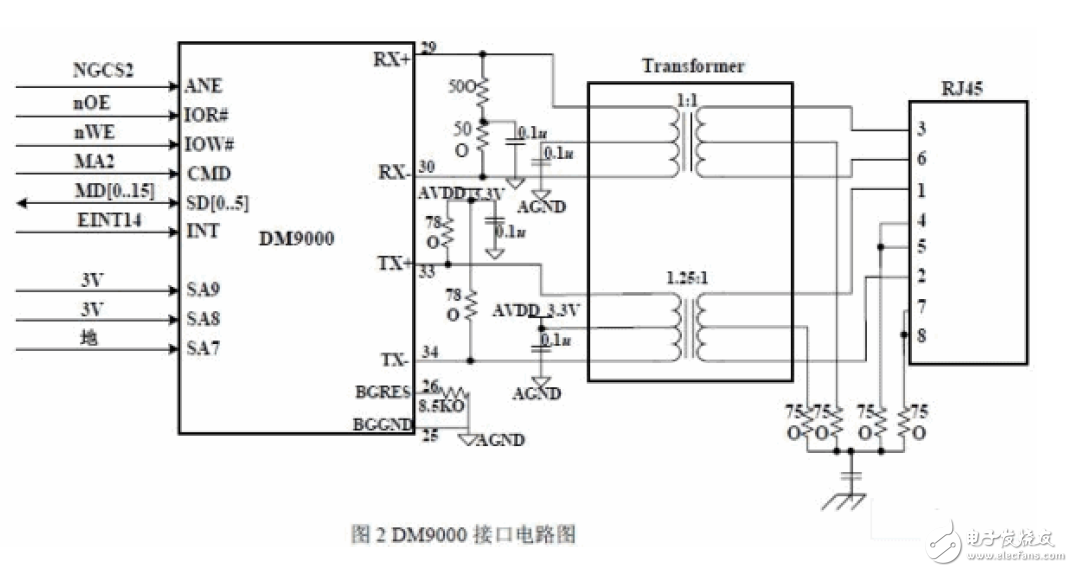 NGCS2
nOE
nWE
MA2
MD[0..15]
EINT14
3V
3V
地
ANE
IOR#
IOW#
CMD
SD[0..5]
INT
SA9
SA8
SA7
DM9000
RX+
29
RX-
30
TX+
33
TX-
34
BGRES
26
BGGND
25
50O
50
O
0.1u
0.1u
AGND
AVDD_3.3V
78
O
0.1u
78
O
AVDD_3.3V
0.1u
AGND
8.5KO
AGND
Transformer
1:1
1.25:1
RJ45
3
6
1
4
5
2
7
8
75
O
75
O
75
O
75
O
图 2 DM9000 接口电路图
电子发烧友
www.elecfans.com